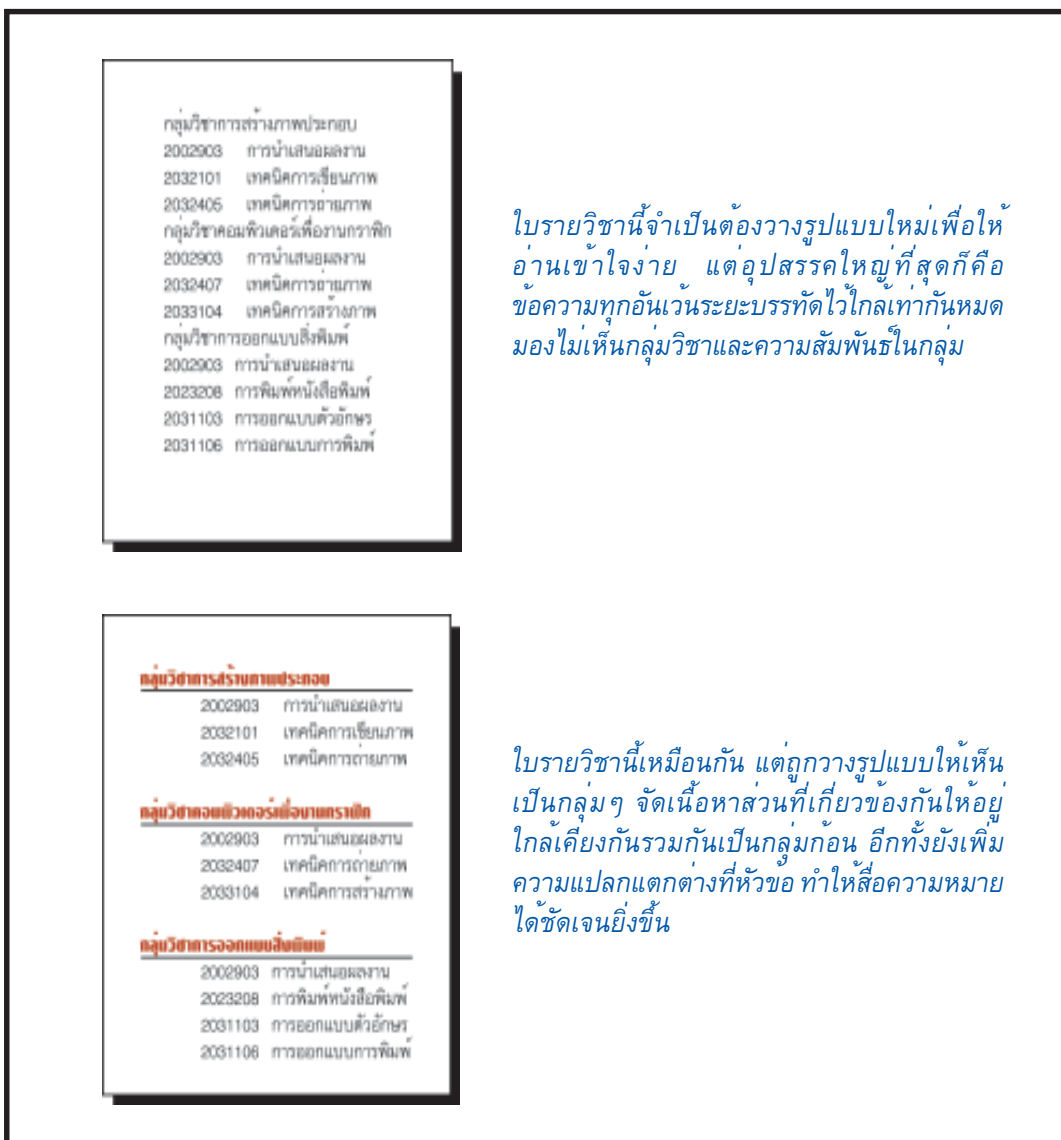 กลุ่มวิชาการสร้างภาพประกอบ
2002903 การนำเสนอผลงาน
2032101 เทคนิคการเขียนภาพ
2032405 เทคนิคการถ่ายภาพ
กลุ่มวิชาคอมพิวเตอร์เพื่องานกราฟิก
2002903 การนำเสนอผลงาน
2032407 เทคนิคการถ่ายภาพ
2033104 เทคนิคการสร้างภาพ
กลุ่มวิชาการออกแบบสิ่งพิมพ์
2002903 การนำเสนอผลงาน
2023208 การพิมพ์หนังสือพิมพ์
2031103 การออกแบบตัวอักษร
2031106 การออกแบบการพิมพ์
ใบรายวิชานี้จำเป็นต้องวางรูปแบบใหม่เพื่อให้
อ่านเข้าใจง่าย แต่อุปสรรคใหญ่ที่สุดก็คือ
ข้อความทุกอันเว้นระยะบรรทัดไว้ใกล้เท่ากันหมด
มองไม่เห็นกลุ่มวิชาและความสัมพันธ์ในกลุ่ม
กลุ่มวิชาการสร้างภาพประกอบ
2002903 การนำเสนอผลงาน
2032101 เทคนิคการเขียนภาพ
2032405 เทคนิคการถ่ายภาพ
กลุ่มวิชาคอมพิวเตอร์เพื่องานกราฟิก
2002903 การนำเสนอผลงาน
2032407 เทคนิคการถ่ายภาพ
2033104 เทคนิคการสร้างภาพ
กลุ่มวิชาการออกแบบสิ่งพิมพ์
2002903 การนำเสนอผลงาน
2023208 การพิมพ์หนังสือพิมพ์
2031103 การออกแบบตัวอักษร
2031106 การออกแบบการพิมพ์
ใบรายวิชานี้เหมือนกัน แต่ถูกวางรูปแบบให้เห็น
เป็นกลุ่มๆ จัดเนื้อหาส่วนที่เกี่ยวข้องกันให้อยู่
ใกล้เคียงกันรวมกันเป็นกลุ่มก้อน อีกทั้งยังเพิ่ม
ความแปลกแตกต่างที่หัวข้อ ทำให้สื่อความหมาย
ได้ชัดเจนยิ่งขึ้น